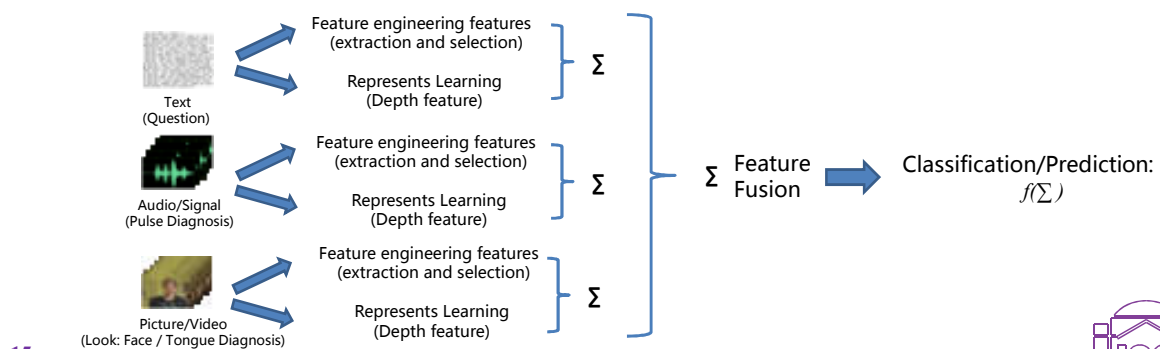 Feature engineering features
(extraction and selection)
Represents Learning
(Depth feature)
Σ
Text
(Question)
Feature engineering features
(extraction and selection)
Represents Learning
(Depth feature)
Σ
Audio/Signal
(Pulse Diagnosis)
Feature engineering features
(extraction and selection)
Represents Learning
(Depth feature)
Σ
Picture/Video
(Look: Face / Tongue Diagnosis)
Σ Feature
Fusion
Classification/Prediction:
f(∑)